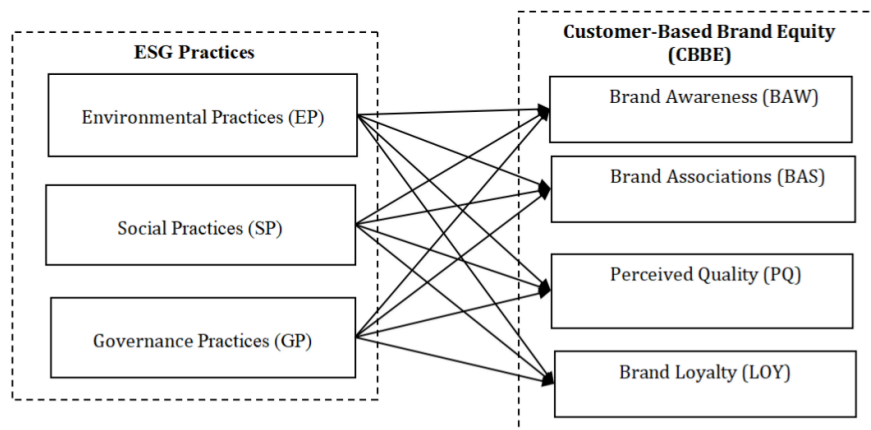 ESG Practices
Environmental Practices (EP)
Social Practices (SP)
Governance Practices (GP)
Customer-Based Brand Equity
(CBBE)
Brand Awareness (BAW)
Brand Associations (BAS)
Perceived Quality (PQ)
Brand Loyalty (LOY)